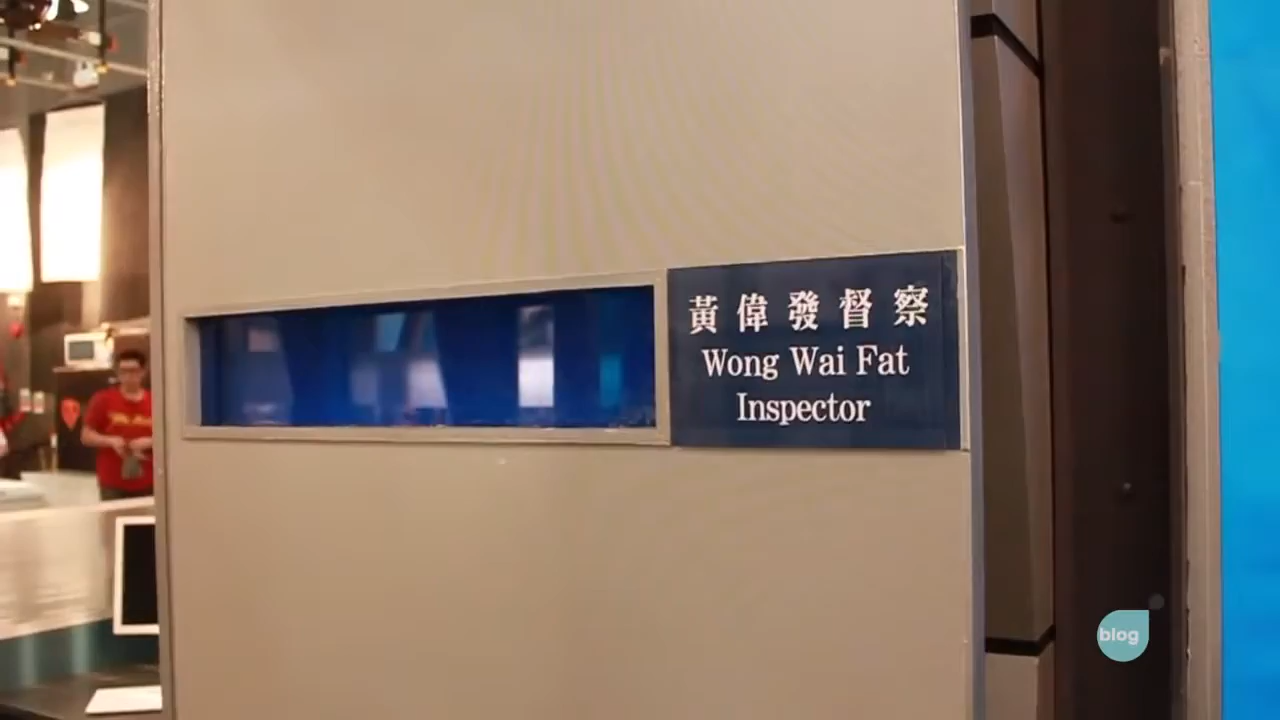 黃偉發督察
Wong Wai Fat
Inspector
blog